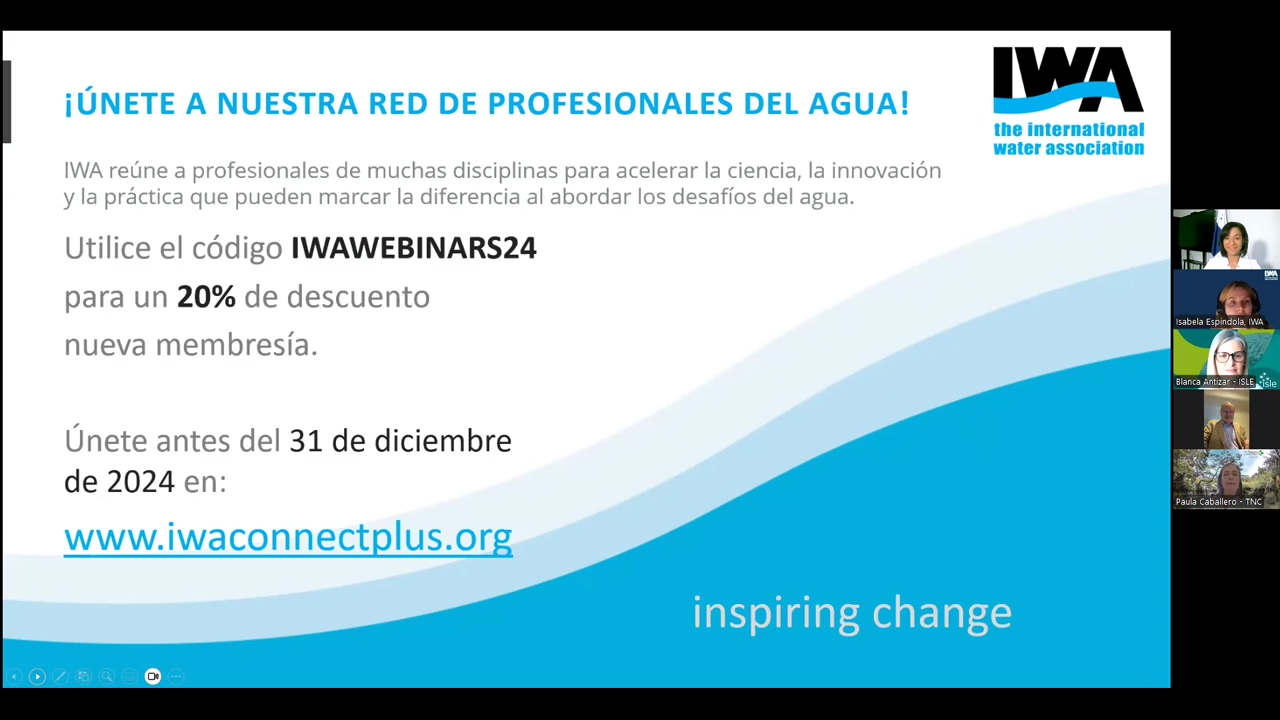 ¡ÚNETE A NUESTRA RED DE PROFESIONALES DEL AGUA!
IWA
the international
water association
IWA reúne a profesionales de muchas disciplinas para acelerar la ciencia, la innovación
y la práctica que pueden marcar la diferencia al abordar los desafíos del agua.
Utilice el código IWAWEBINARS24
para un 20% de descuento
nueva membresía.
Únete antes del 31 de diciembre
de 2024 en:
www.iwaconnectplus.org
inspiring change
IWA
Isabela Espíndola, IWA
Blanca Antizar - ISLE
isle
Paula Caballero - TNC